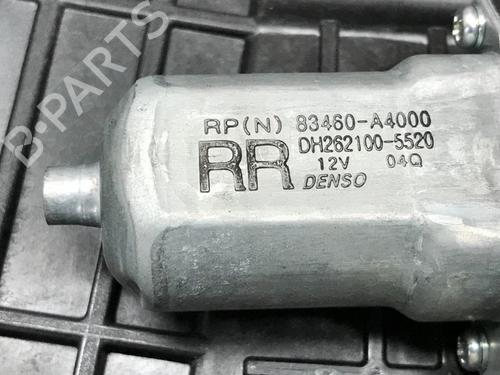 RP(N) 83460-A4000
RR DH262100-5520
12V 04Q
DENSO
B-PARTS